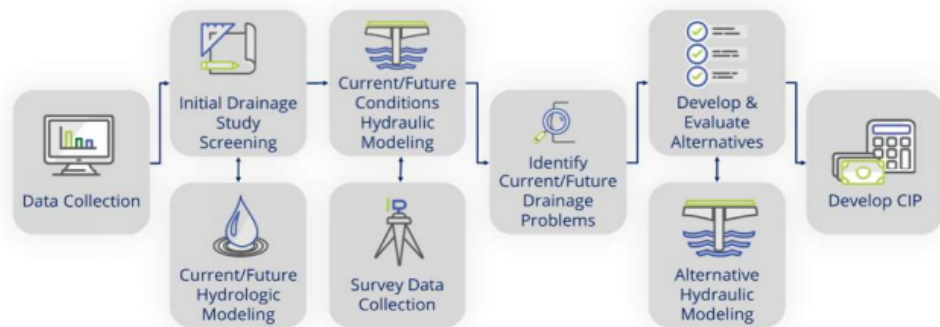 Data Collection
Initial Drainage
Study
Screening
Current/Future
Hydrologic
Modeling
Current/Future
Conditions
Hydraulic
Modeling
Survey Data
Collection
Identify
Current/Future
Drainage
Problems
Develop &
Evaluate
Alternatives
Alternative
Hydraulic
Modeling
Develop CIP